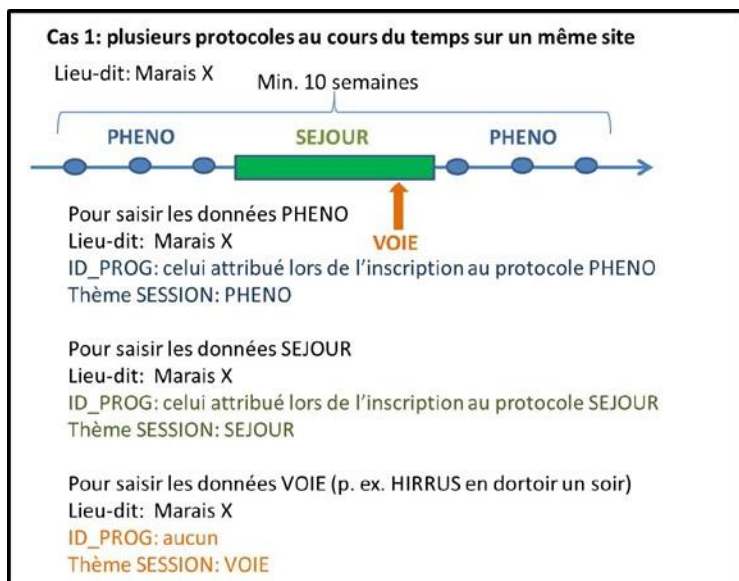 Cas 1: plusieurs protocoles au cours du temps sur un même site
Lieu-dit: Marais X
Min. 10 semaines
PHENO
SEJOUR
PHENO
VOIE
Pour saisir les données PHENO
Lieu-dit: Marais X
ID_PROG: celui attribué lors de l'inscription au protocole PHENO
Thème SESSION: PHENO
Pour saisir les données SEJOUR
Lieu-dit: Marais X
ID_PROG: celui attribué lors de l'inscription au protocole SEJOUR
Thème SESSION: SEJOUR
Pour saisir les données VOIE (p. ex. HIRRUS en dortoir un soir)
Lieu-dit: Marais X
ID_PROG: aucun
Thème SESSION: VOIE